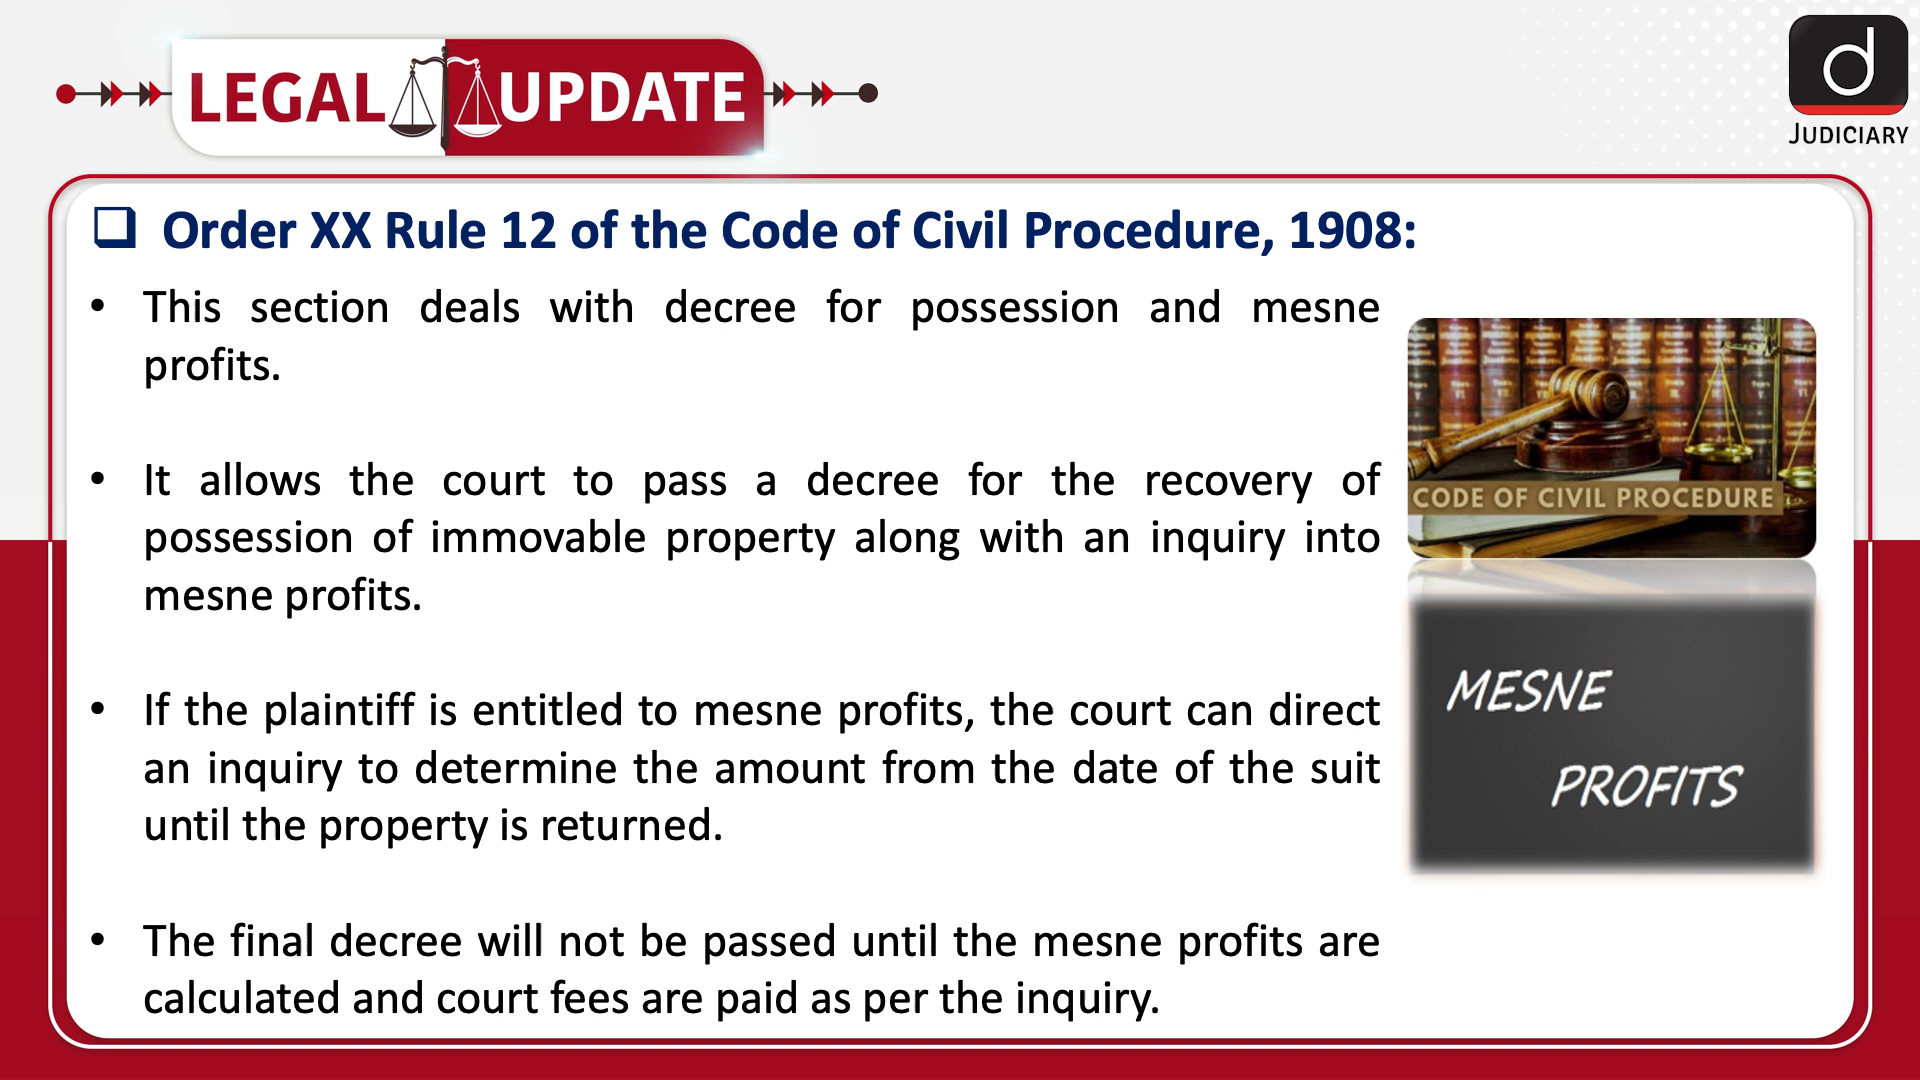 LEGAL UPDATE
d
JUDICIARY
❑ Order XX Rule 12 of the Code of Civil Procedure, 1908:
• This section deals with decree for possession and mesne
profits.
• It allows the court to pass a decree for the recovery of
possession of immovable property along with an inquiry into
mesne profits.
• If the plaintiff is entitled to mesne profits, the court can direct
an inquiry to determine the amount from the date of the suit
until the property is returned.
• The final decree will not be passed until the mesne profits are
calculated and court fees are paid as per the inquiry.
CODE OF CIVIL PROCEDURE
MESNE
PROFITS